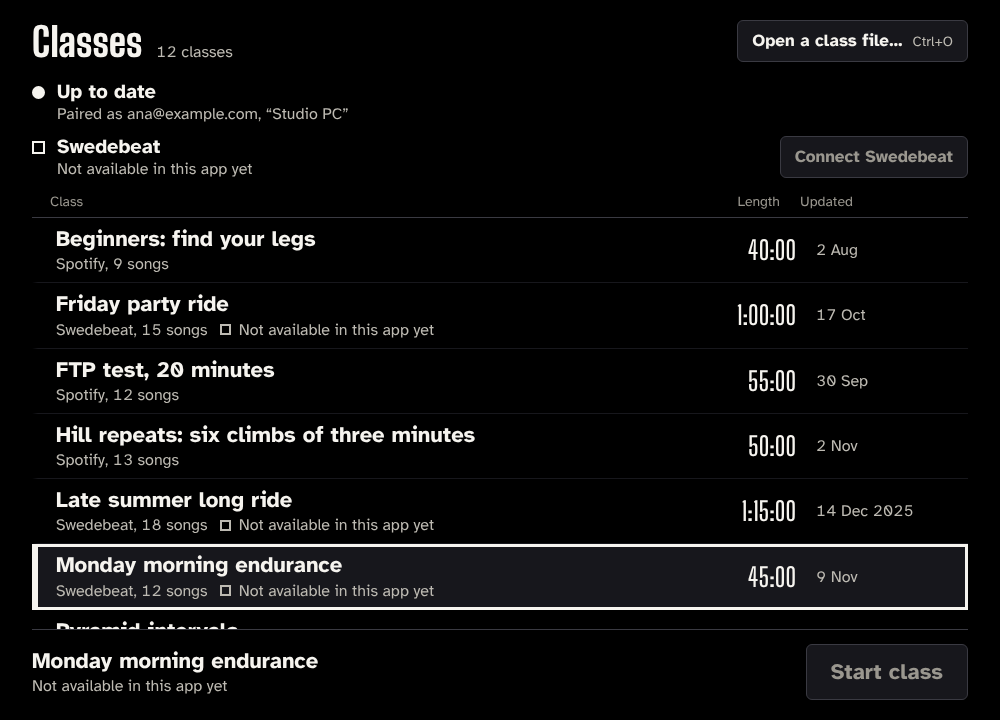 Classes
12 classes
Open a class file... Ctrl+O
Up to date
Paired as ana@example.com, “Studio PC”
Swedebeat
Not available in this app yet
Connect Swedebeat
Class Length Updated
Beginners: find your legs
Spotify, 9 songs
40:00 2 Aug
Friday party ride
Swedebeat, 15 songs Not available in this app yet
1:00:00 17 Oct
FTP test, 20 minutes
Spotify, 12 songs
55:00 30 Sep
Hill repeats: six climbs of three minutes
Spotify, 13 songs
50:00 2 Nov
Late summer long ride
Swedebeat, 18 songs Not available in this app yet
1:15:00 14 Dec 2025
Monday morning endurance
Swedebeat, 12 songs Not available in this app yet
45:00 9 Nov
Pyramid intervals
Monday morning endurance
Not available in this app yet
Start class